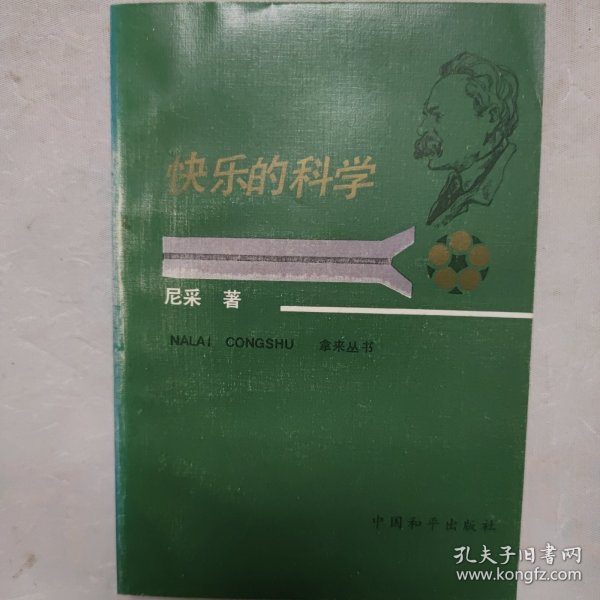 快乐的科学
尼采 著
NALAI CONGSHU 拿来丛书
中国和平出版社
孔夫子旧书网
www.kongfz.com